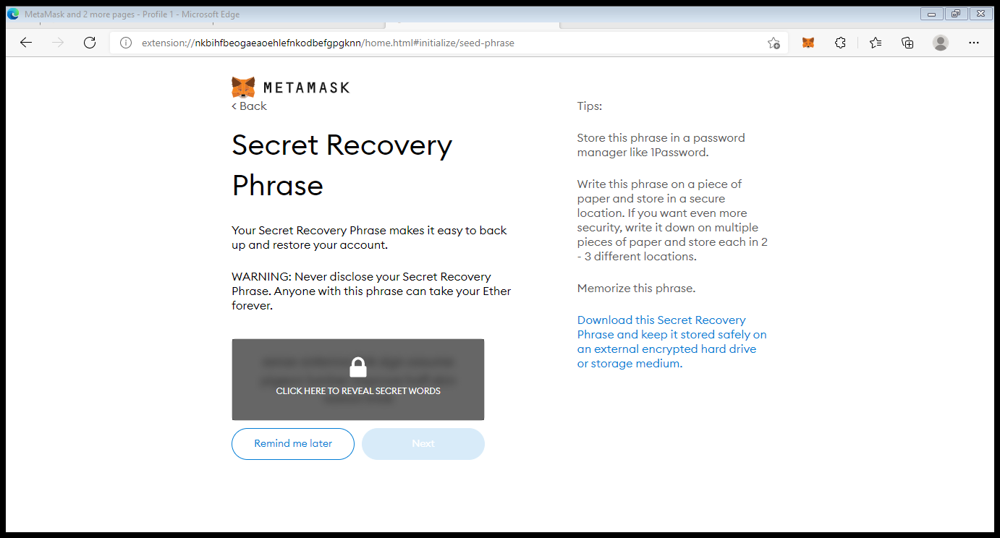 MetaMask and 2 more pages - Profile 1 - Microsoft Edge
extension://nkbihfbeogaeaoehlefnkodbefgpgknn/home.html#initialize/seed-phrase
METAMASK
< Back
Secret Recovery
Phrase
Your Secret Recovery Phrase makes it easy to back
up and restore your account.
WARNING: Never disclose your Secret Recovery
Phrase. Anyone with this phrase can take your Ether
forever.
CLICK HERE TO REVEAL SECRET WORDS
Remind me later
Next
Tips:
Store this phrase in a password
manager like 1Password.
Write this phrase on a piece of
paper and store in a secure
location. If you want even more
security, write it down on multiple
pieces of paper and store each in 2
- 3 different locations.
Memorize this phrase.
Download this Secret Recovery
Phrase and keep it stored safely on
an external encrypted hard drive
or storage medium.